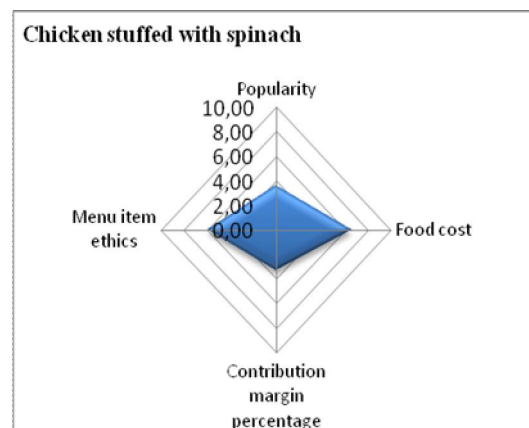 Chicken stuffed with spinach
Popularity
10,00
8,00
6,00
4,00
2,00
0,00
Menu item
ethics
Food cost
Contribution
margin
percentage